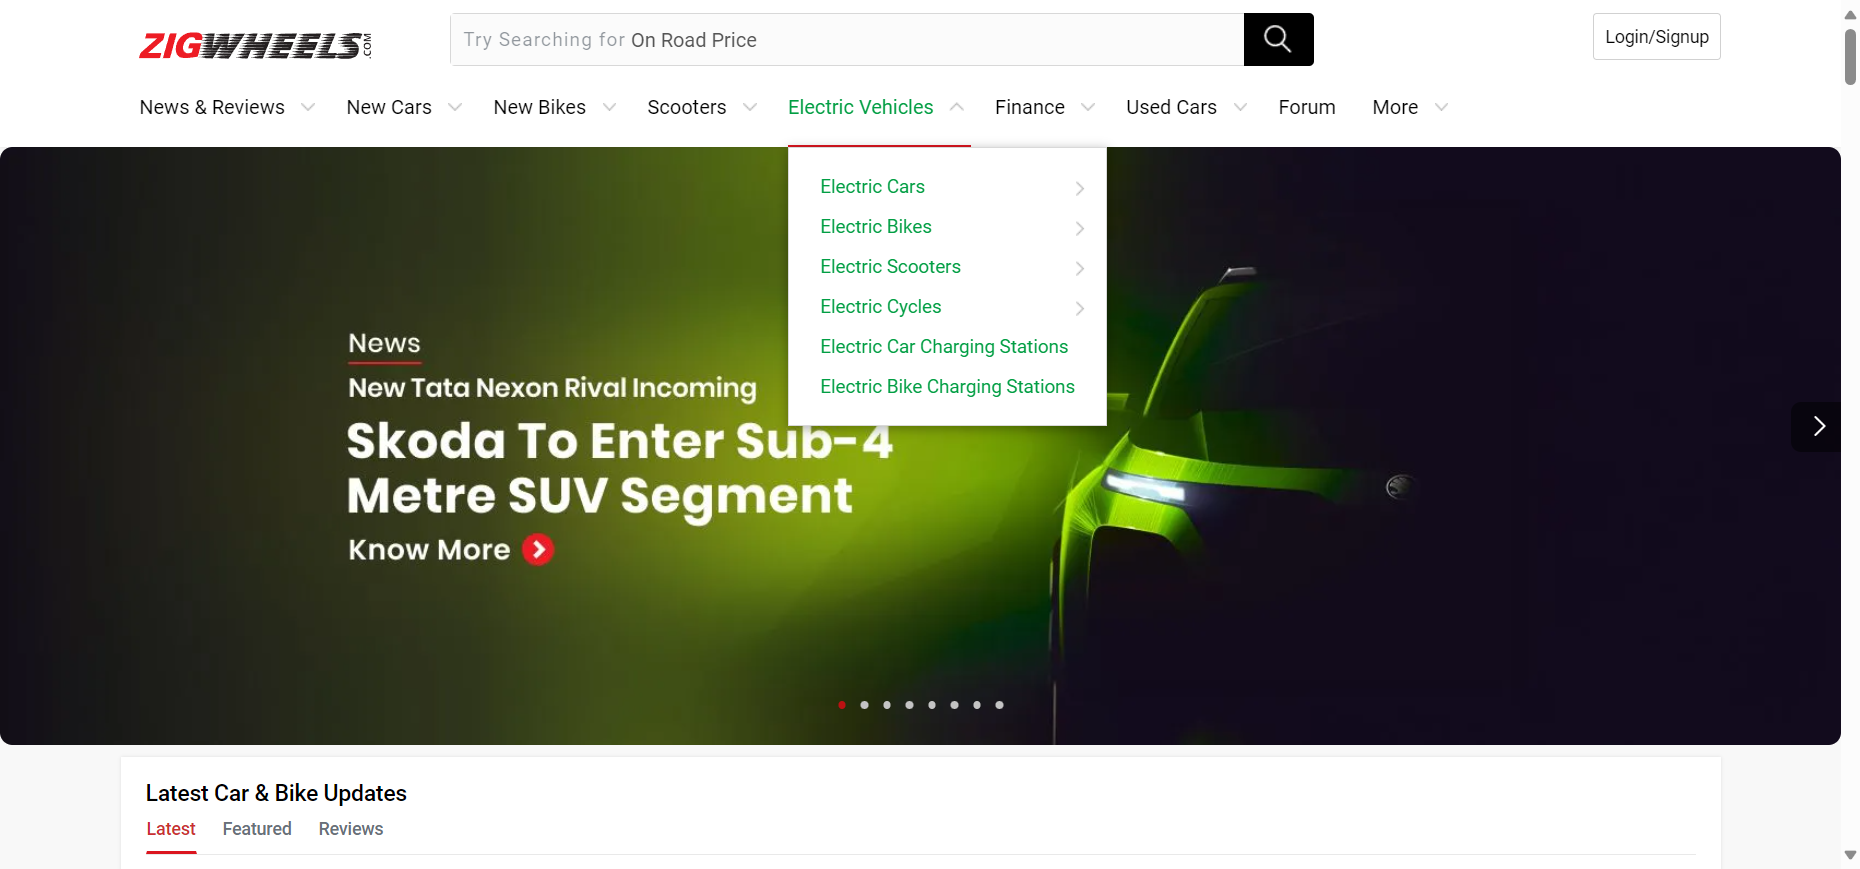 ZIGWHEELS.COM
Try Searching for On Road Price
Login/Signup
News & Reviews New Cars New Bikes Scooters Electric Vehicles Finance Used Cars Forum More
Electric Cars
Electric Bikes
Electric Scooters
Electric Cycles
Electric Car Charging Stations
Electric Bike Charging Stations
News
New Tata Nexon Rival Incoming
Skoda To Enter Sub-4
Metre SUV Segment
Know More
Latest Car & Bike Updates
Latest Featured Reviews